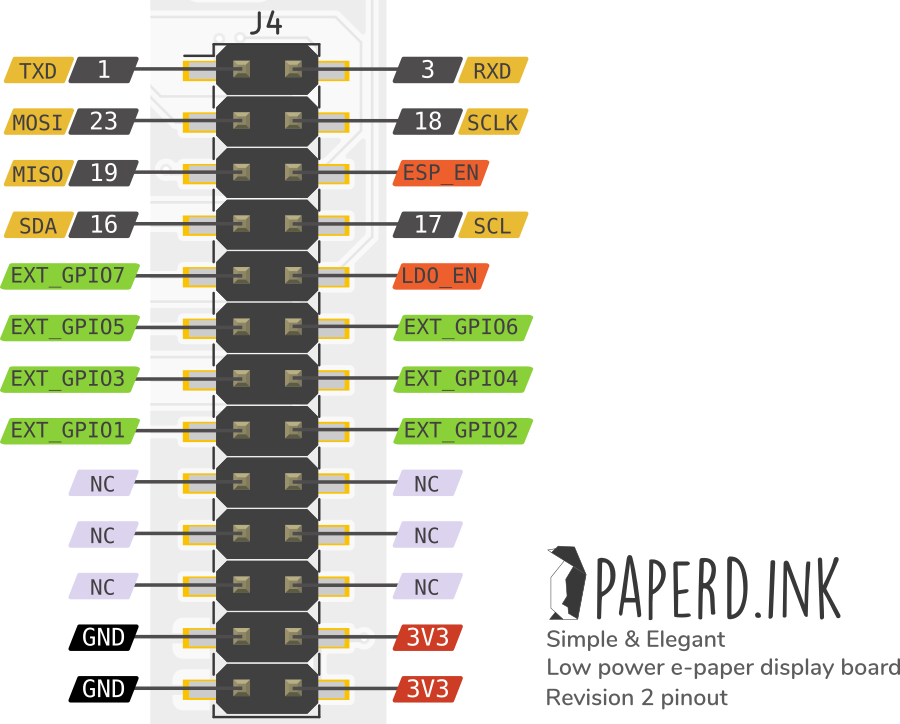 J4
TXD 1 3 RXD
MOSI 23 18 SCLK
MISO 19 ESP_EN
SDA 16 17 SCL
EXT_GPIO7 LDO_EN
EXT_GPIO5 EXT_GPIO6
EXT_GPIO3 EXT_GPIO4
EXT_GPIO1 EXT_GPIO2
NC NC
NC NC
NC NC
GND 3V3
GND 3V3
PAPERD.INK
Simple & Elegant
Low power e-paper display board
Revision 2 pinout